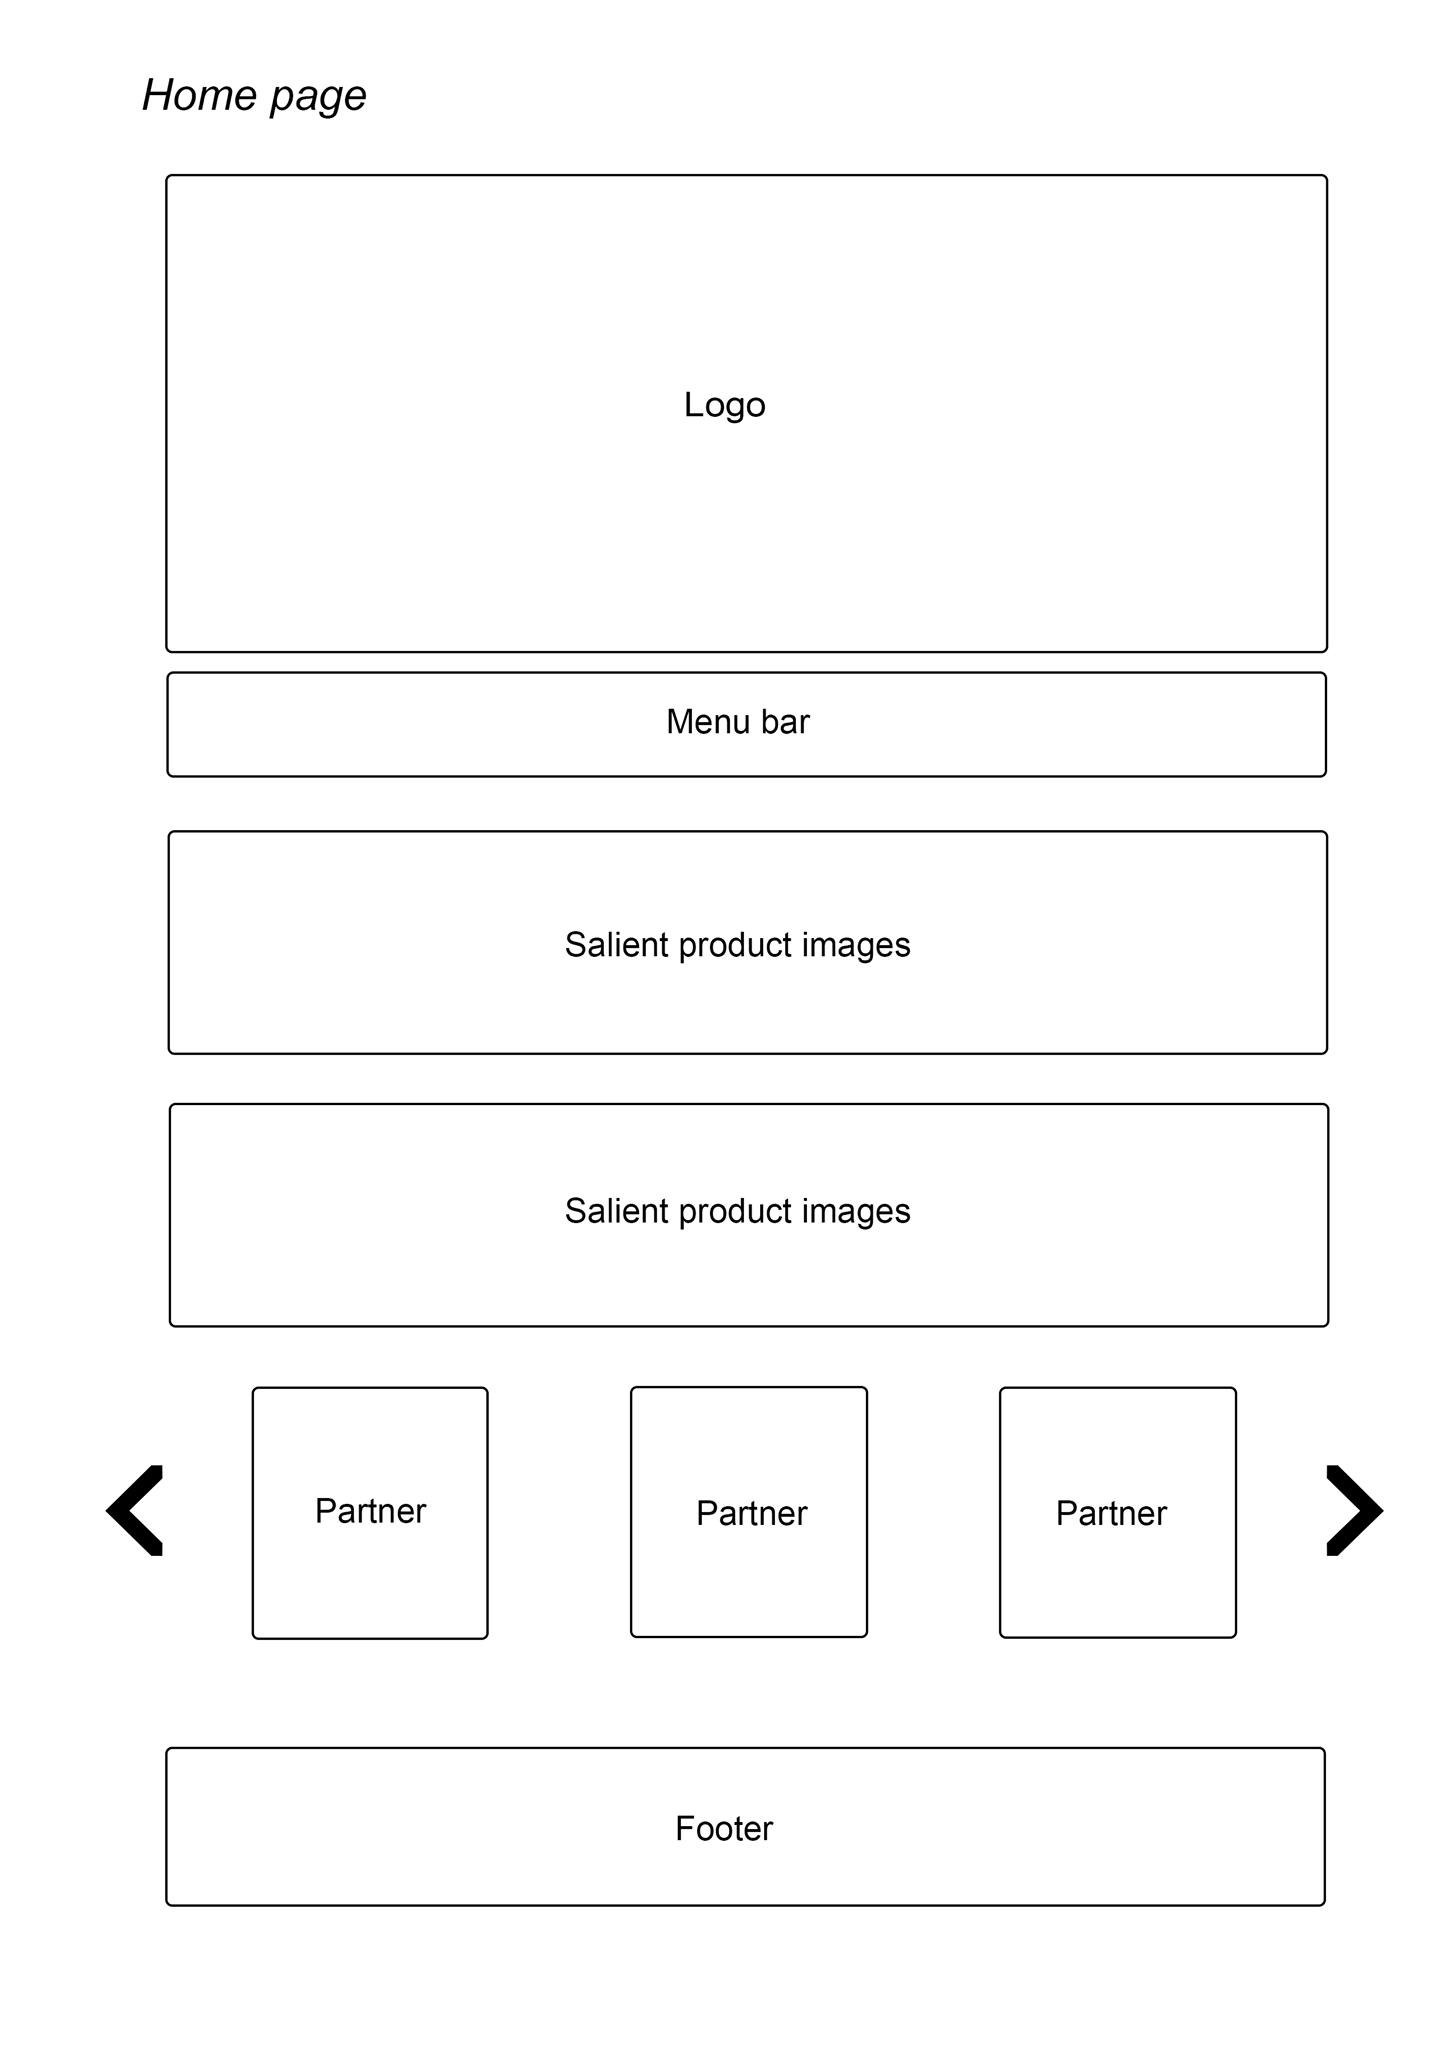 Home page
Logo
Menu bar
Salient product images
Salient product images
Partner
Partner
Partner
Footer